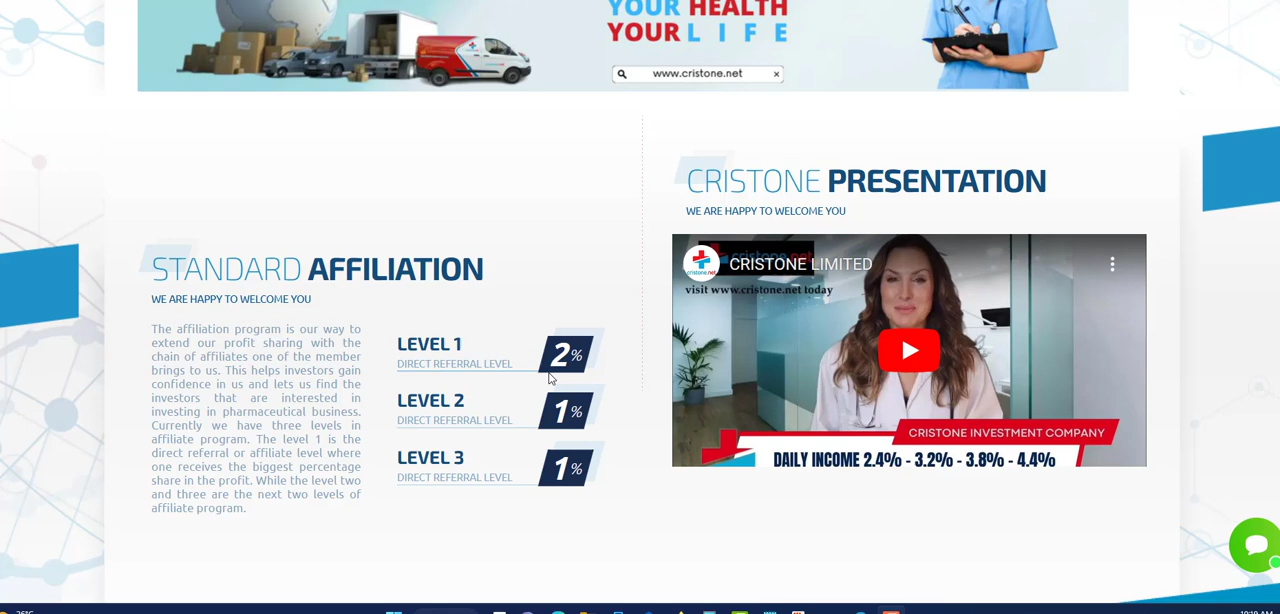 YOUR HEALTH
YOUR LIFE
www.cristone.net
STANDARD AFFILIATION
WE ARE HAPPY TO WELCOME YOU
The affiliation program is our way to
extend our profit sharing with the
chain of affiliates one of the member
brings to us. This helps investors gain
confidence in us and lets us find the
investors that are interested in
investing in pharmaceutical business.
Currently we have three levels in
affiliate program. The level 1 is the
direct referral or affiliate level where
one receives the biggest percentage
share in the profit. While the level two
and three are the next two levels of
affiliate program.
LEVEL 1
DIRECT REFERRAL LEVEL
2%
LEVEL 2
DIRECT REFERRAL LEVEL
1%
LEVEL 3
DIRECT REFERRAL LEVEL
1%
CRISTONE PRESENTATION
WE ARE HAPPY TO WELCOME YOU
cristone.net
CRISTONE LIMITED
visit www.cristone.net today
CRISTONE INVESTMENT COMPANY
DAILY INCOME 2.4% - 3.2% - 3.8% - 4.4%